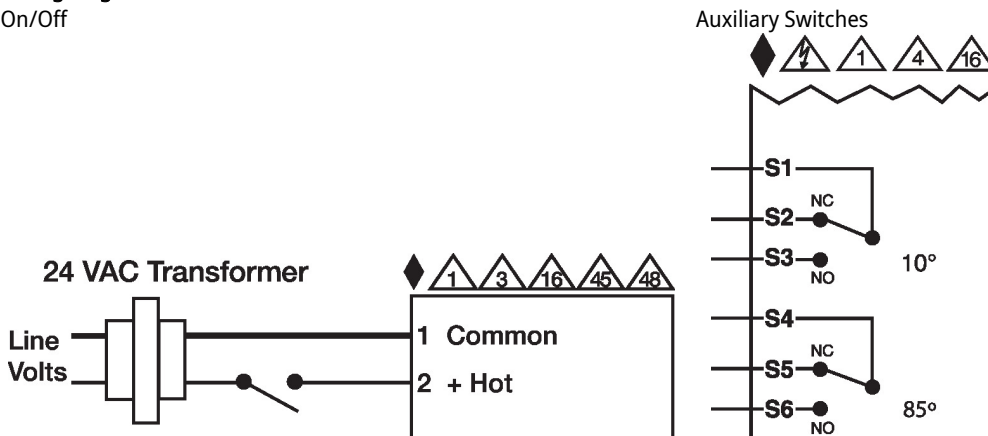 On/Off
Auxiliary Switches
1 4 16
S1
NC
S2
S3
NO
10°
S4
NC
S5
S6
NO
85°
24 VAC Transformer
1 3 16 45 48
Line
Volts
1 Common
2 + Hot